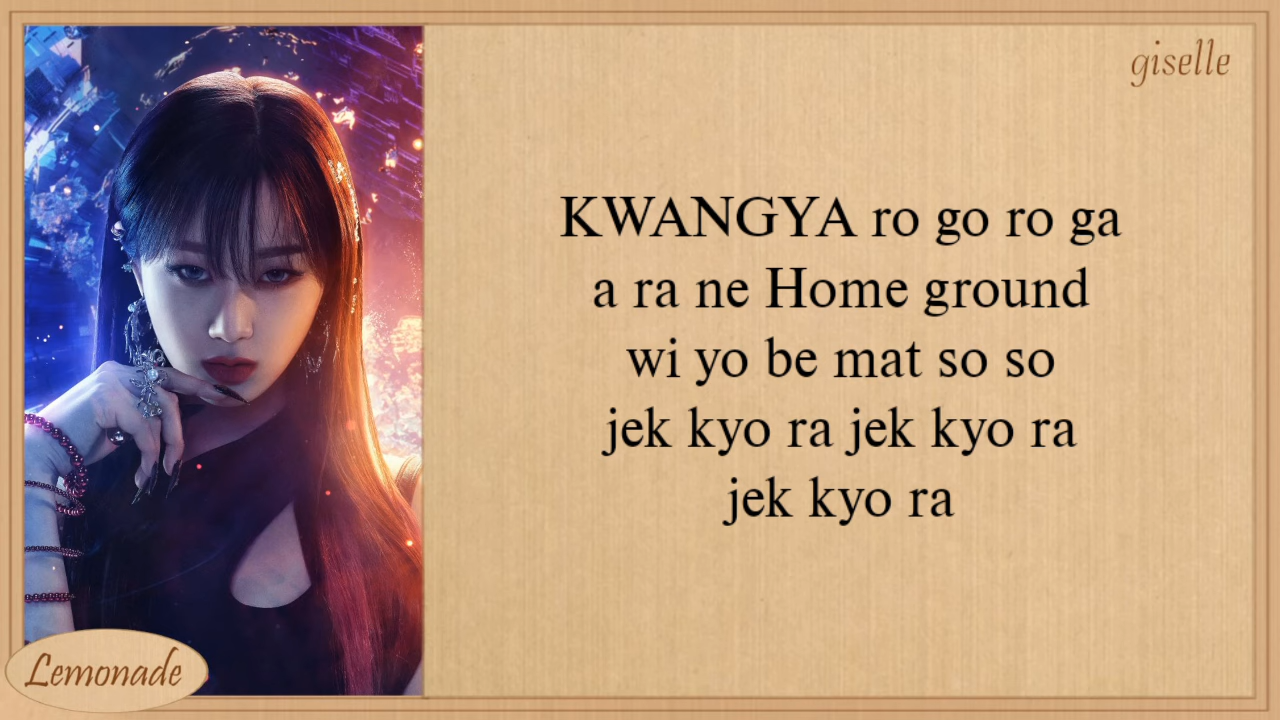 giselle
KWANGYA ro go ro ga
a ra ne Home ground
wi yo be mat so so
jek kyo ra jek kyo ra
jek kyo ra
Lemonade